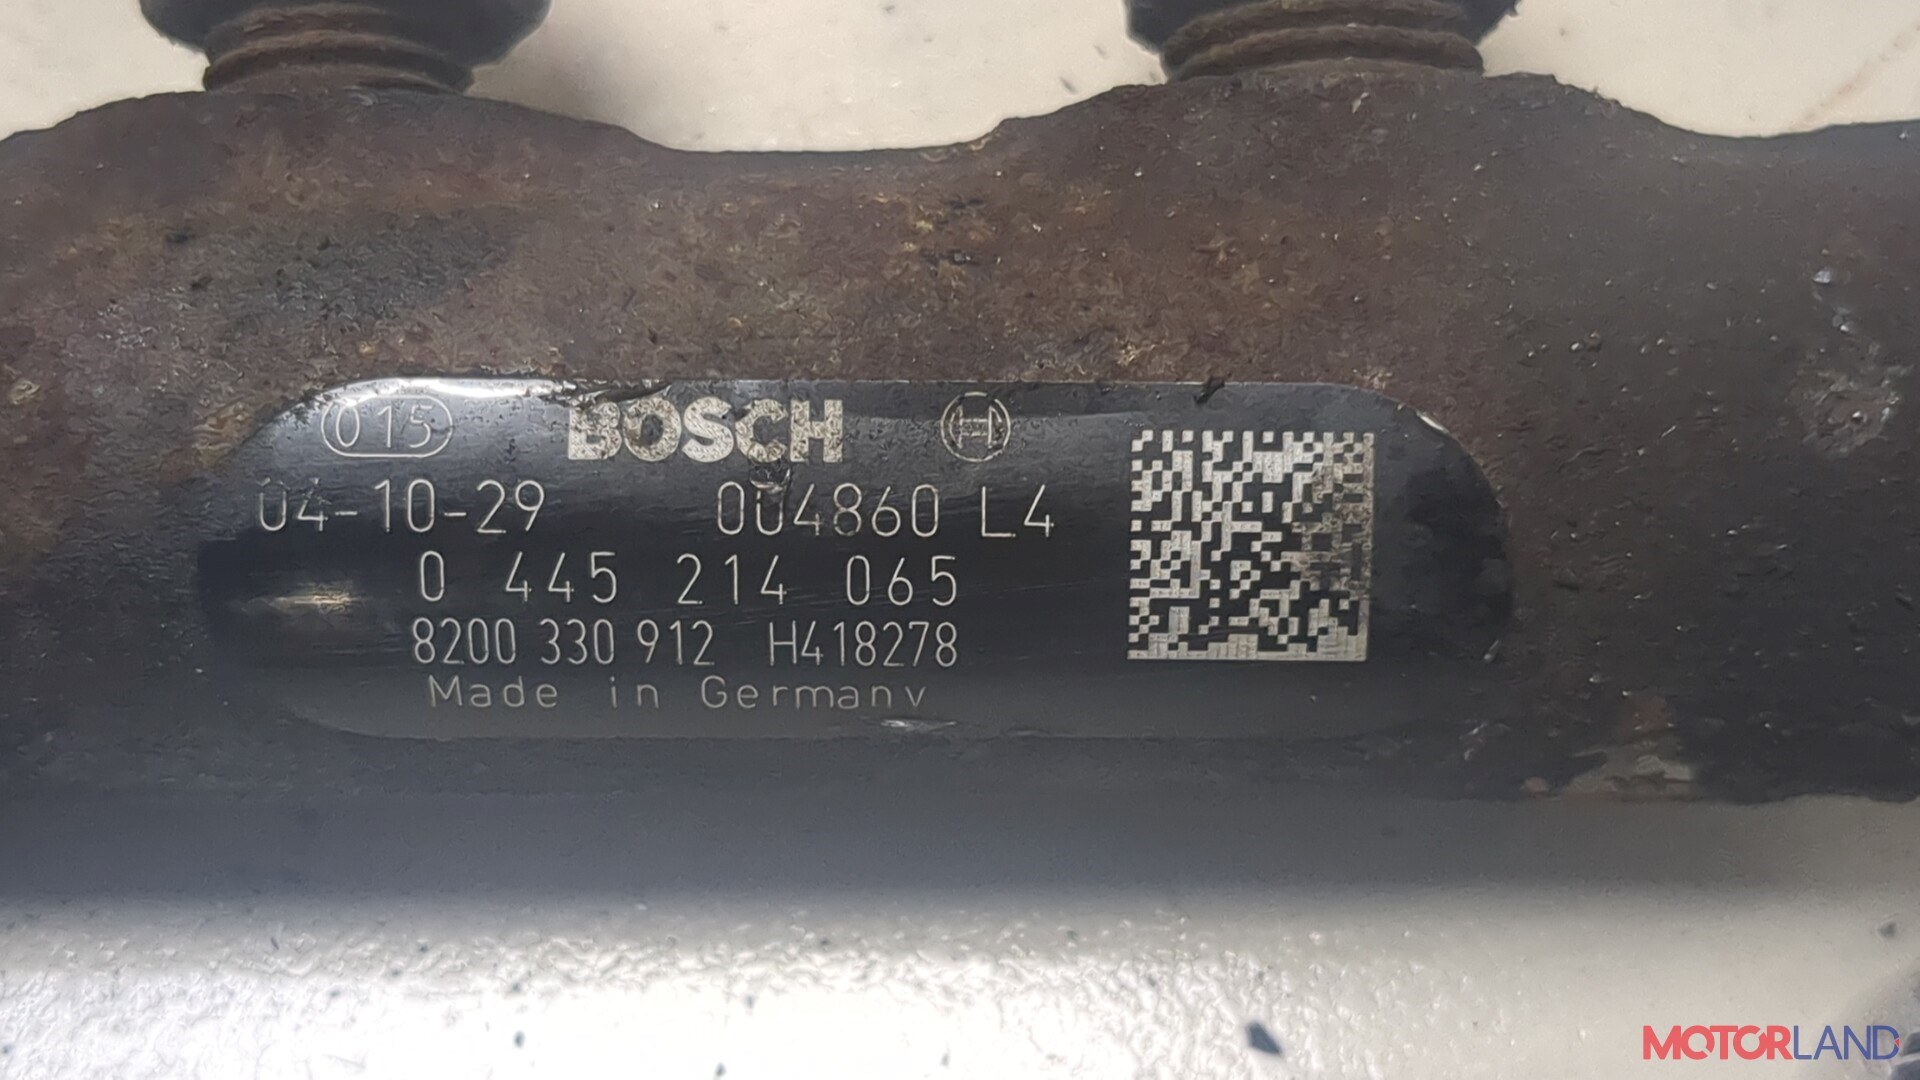 015 BOSCH H
04-10-29 004860 L4
0 445 214 065
8200 330 912 H418278
Made in Germany
MOTORLAND